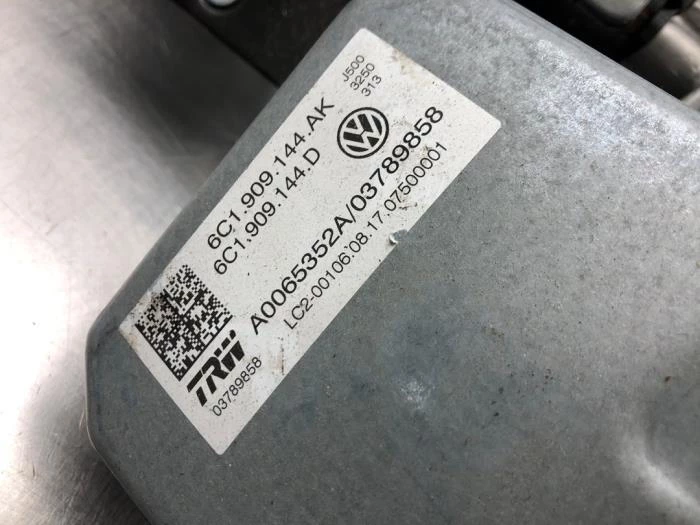 6C1.909.144.AK
6C1.909.144.D
J500
3250
313
A0065352A/03789858
LC2-00106.08.17.07500001
TRW
03789858